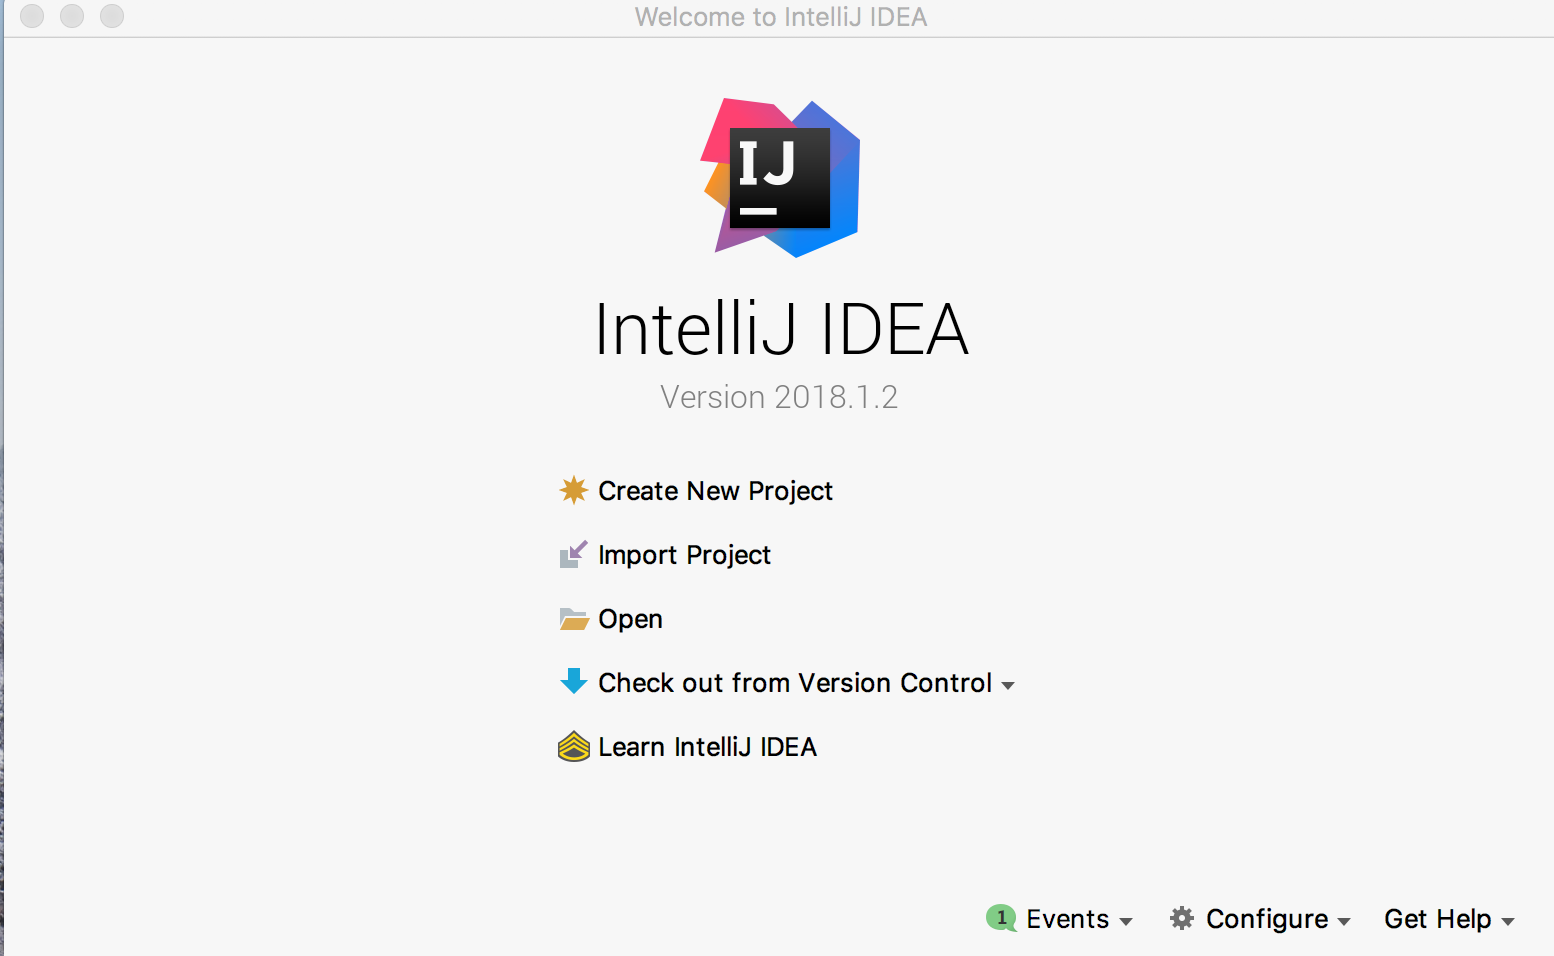 Welcome to IntelliJ IDEA
IJ
IntelliJ IDEA
Version 2018.1.2
Create New Project
Import Project
Open
Check out from Version Control
Learn IntelliJ IDEA
1 Events Configure Get Help